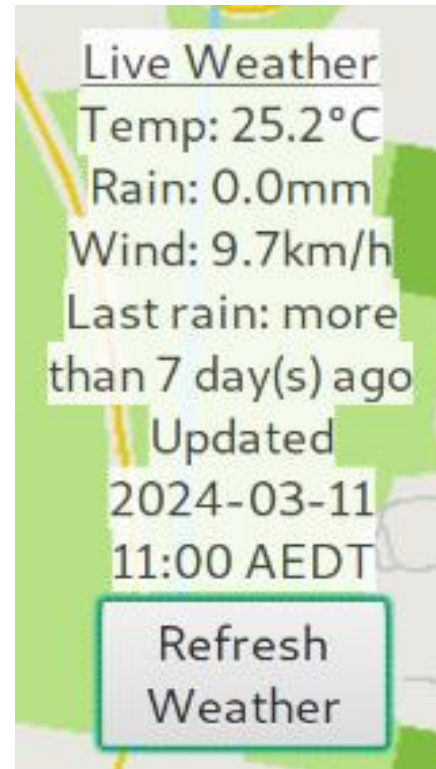 Live Weather
Temp: 25.2°C
Rain: 0.0mm
Wind: 9.7km/h
Last rain: more
than 7 day(s) ago
Updated
2024-03-11
11:00 AEDT
Refresh
Weather